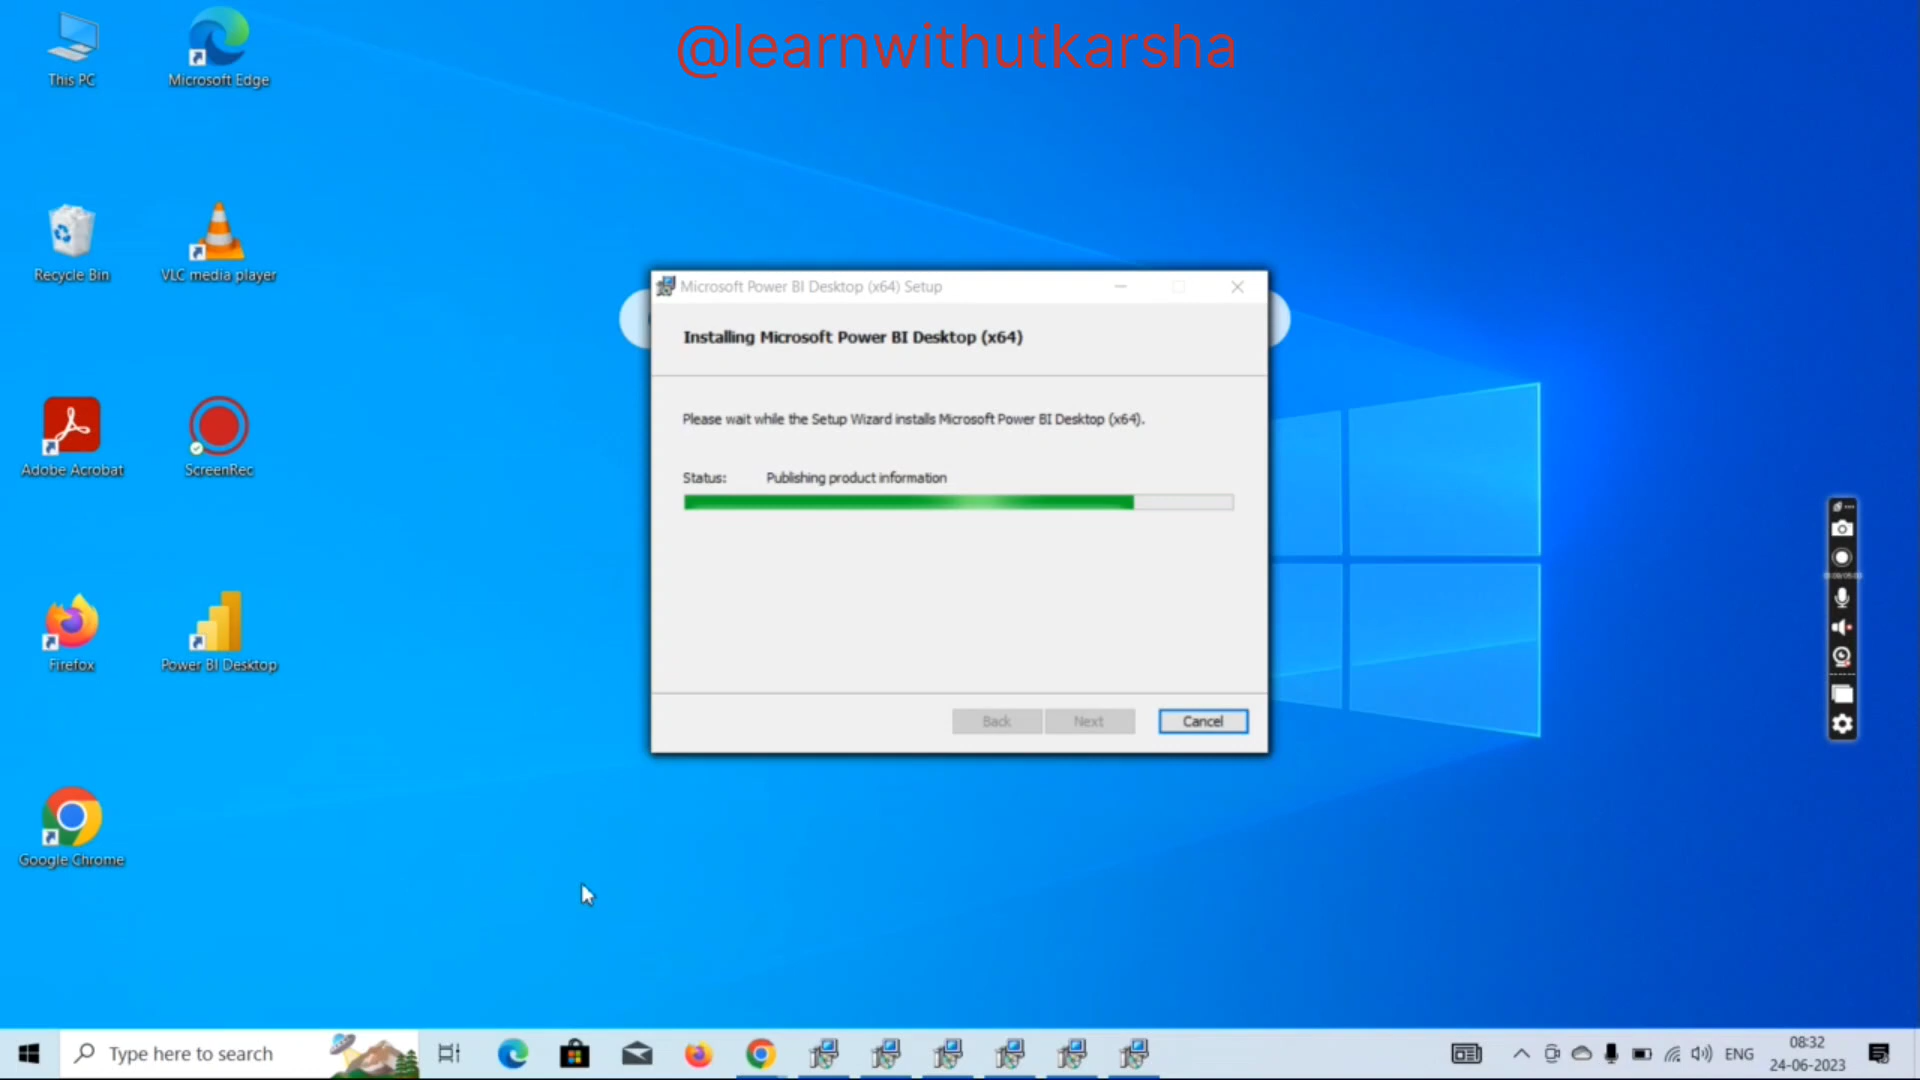 @learnwithutkarsha
This PC
Microsoft Edge
Recycle Bin
VLC media player
Adobe Acrobat
ScreenRec
Firefox
Power BI Desktop
Google Chrome
Microsoft Power BI Desktop (x64) Setup
Installing Microsoft Power BI Desktop (x64)
Please wait while the Setup Wizard installs Microsoft Power BI Desktop (x64).
Status: Publishing product information
Back Next Cancel
Type here to search
ENG
08:32
24-06-2023